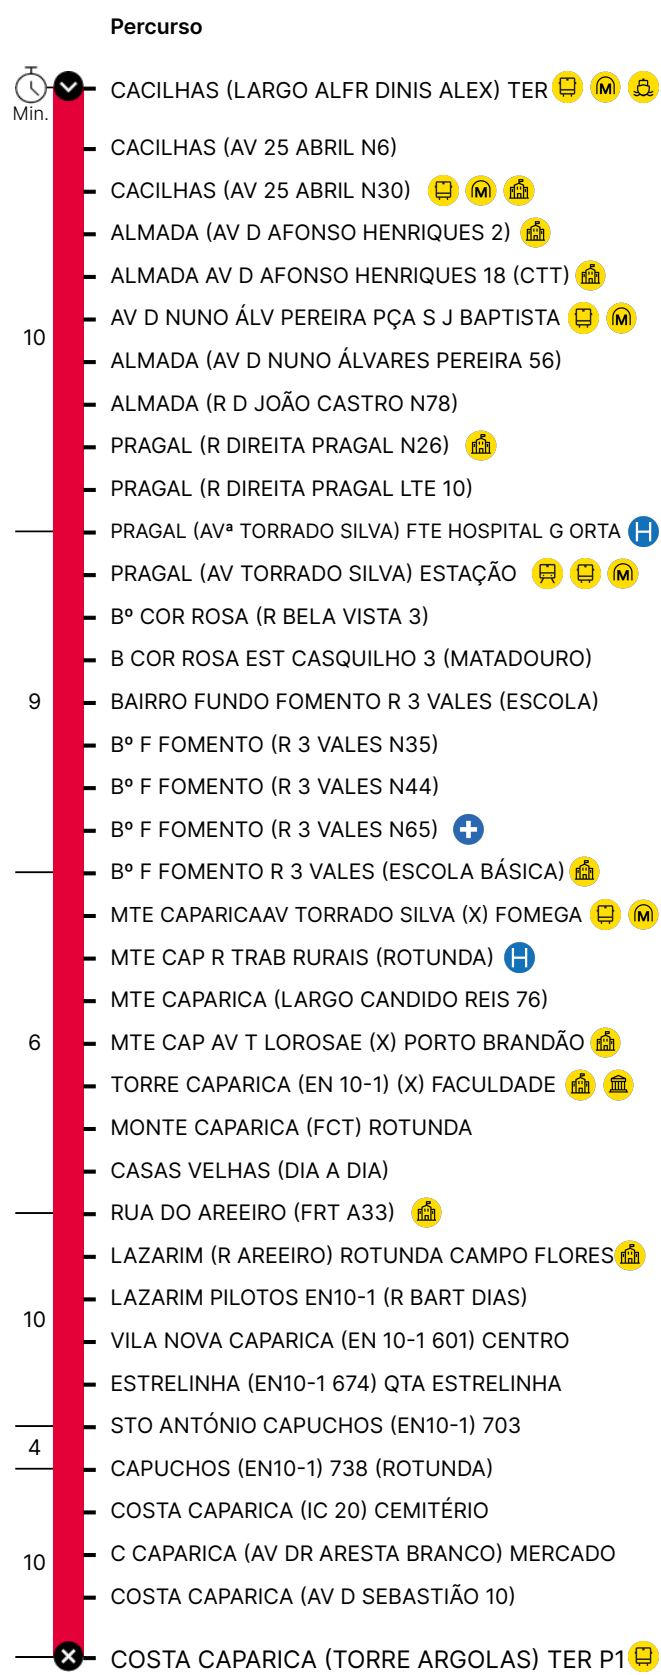 Percurso
CACILHAS (LARGO ALFR DINIS ALEX) TER
Min.
CACILHAS (AV 25 ABRIL N6)
CACILHAS (AV 25 ABRIL N30)
ALMADA (AV D AFONSO HENRIQUES 2)
ALMADA AV D AFONSO HENRIQUES 18 (CTT)
AV D NUNO ÁLV PEREIRA PÇA S J BAPTISTA
10
ALMADA (AV D NUNO ÁLVARES PEREIRA 56)
ALMADA (R D JOÃO CASTRO N78)
PRAGAL (R DIREITA PRAGAL N26)
PRAGAL (R DIREITA PRAGAL LTE 10)
PRAGAL (AVª TORRADO SILVA) FTE HOSPITAL G ORTA H
PRAGAL (AV TORRADO SILVA) ESTAÇÃO
Bº COR ROSA (R BELA VISTA 3)
B COR ROSA EST CASQUILHO 3 (MATADOURO)
9 BAIRRO FUNDO FOMENTO R 3 VALES (ESCOLA)
Bº F FOMENTO (R 3 VALES N35)
Bº F FOMENTO (R 3 VALES N44)
Bº F FOMENTO (R 3 VALES N65)
Bº F FOMENTO R 3 VALES (ESCOLA BÁSICA)
MTE CAPARICAAV TORRADO SILVA (X) FOMEGA
MTE CAP R TRAB RURAIS (ROTUNDA) H
MTE CAPARICA (LARGO CANDIDO REIS 76)
6 MTE CAP AV T LOROSAE (X) PORTO BRANDÃO
TORRE CAPARICA (EN 10-1) (X) FACULDADE
MONTE CAPARICA (FCT) ROTUNDA
CASAS VELHAS (DIA A DIA)
RUA DO AREEIRO (FRT A33)
LAZARIM (R AREEIRO) ROTUNDA CAMPO FLORES
LAZARIM PILOTOS EN10-1 (R BART DIAS)
10
VILA NOVA CAPARICA (EN 10-1 601) CENTRO
ESTRELINHA (EN10-1 674) QTA ESTRELINHA
STO ANTÓNIO CAPUCHOS (EN10-1) 703
4
CAPUCHOS (EN10-1) 738 (ROTUNDA)
COSTA CAPARICA (IC 20) CEMITÉRIO
10 C CAPARICA (AV DR ARESTA BRANCO) MERCADO
COSTA CAPARICA (AV D SEBASTIÃO 10)
COSTA CAPARICA (TORRE ARGOLAS) TER P1